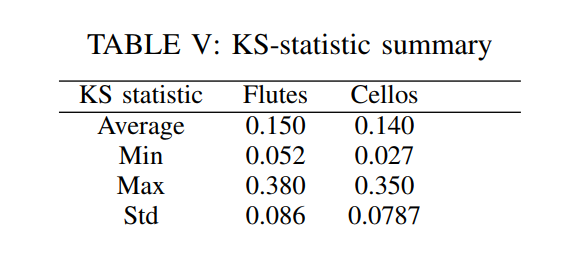 TABLE V: KS-statistic summary
KS statistic Flutes Cellos
Average 0.150 0.140
Min 0.052 0.027
Max 0.380 0.350
Std 0.086 0.0787